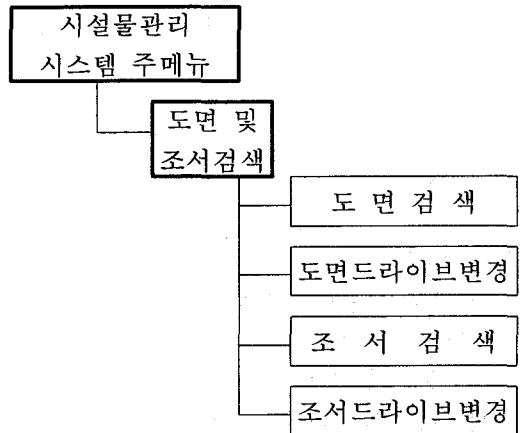 시설물관리
시스템 주메뉴
도면 및
조서검색
도 면 검 색
도면드라이브변경
조 서 검 색
조서드라이브변경